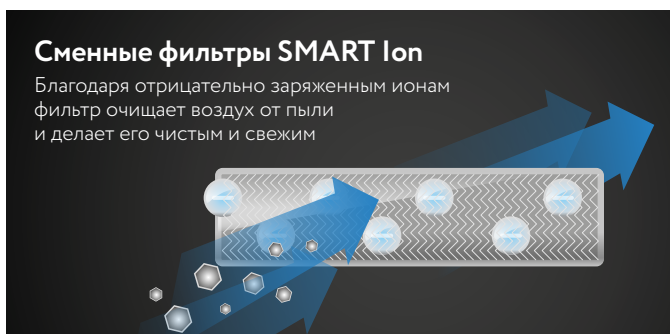 Сменные фильтры SMART Ion
Благодаря отрицательно заряженным ионам
фильтр очищает воздух от пыли
и делает его чистым и свежим